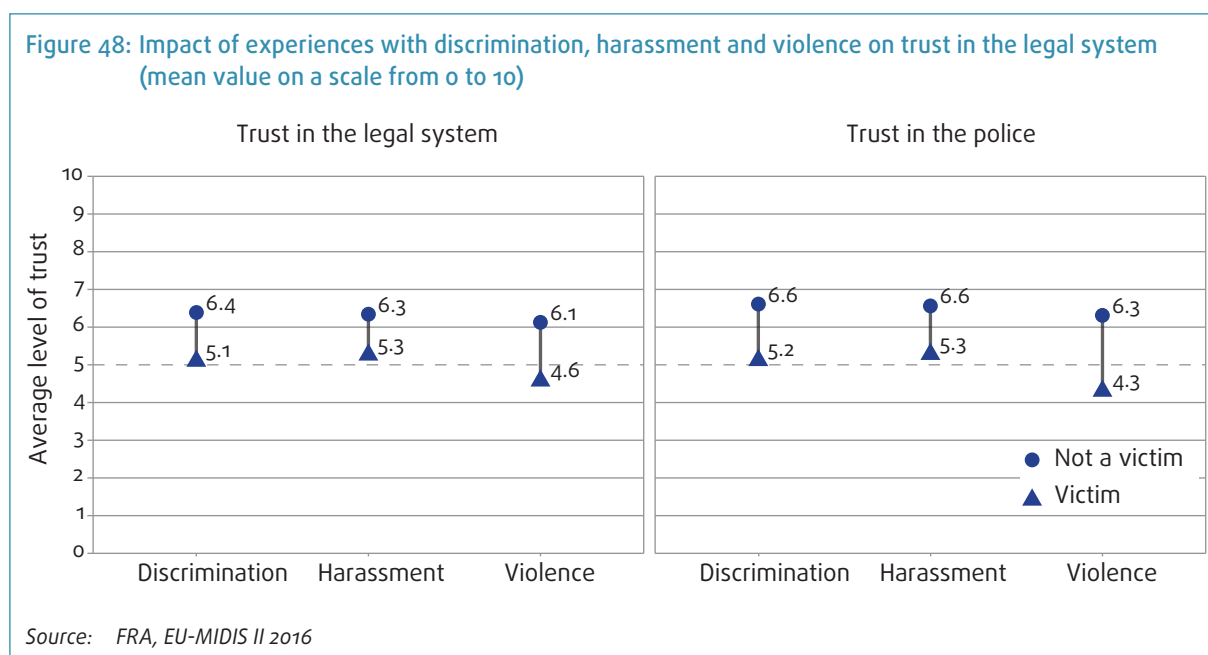 Figure 48: Impact of experiences with discrimination, harassment and violence on trust in the legal system
(mean value on a scale from 0 to 10)
Trust in the legal system
Trust in the police
Average level of trust
10
9
8
7
6
5
4
3
2
1
0
6.4
5.1
6.3
5.3
6.1
4.6
6.6
5.2
6.6
5.3
6.3
4.3
Not a victim
Victim
Discrimination Harassment Violence
Discrimination Harassment Violence
Source: FRA, EU-MIDIS II 2016